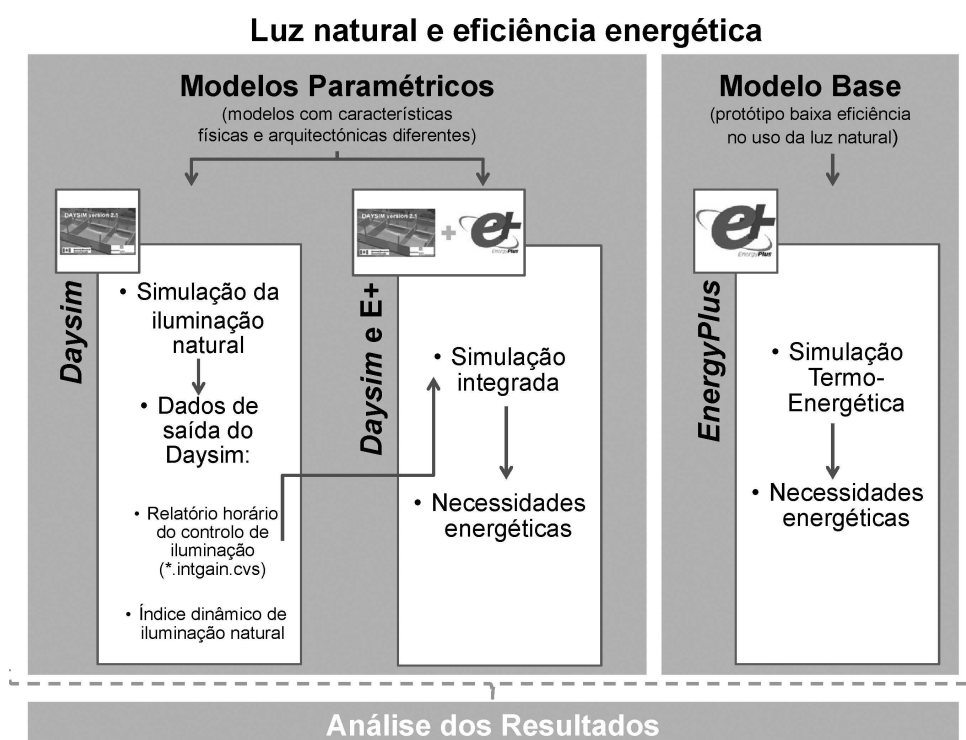 Luz natural e eficiência energética
Modelos Paramétricos
(modelos com características
físicas e arquitectónicas diferentes)
DAYSIM version 2.1
Daysim
• Simulação da
iluminação
natural
• Dados de
saída do
Daysim:
• Relatório horário
do controlo de
iluminação
(*.intgain.cvs)
• Índice dinâmico de
iluminação natural
DAYSIM version 2.1
+
e+
EnergyPlus
Daysim e E+
• Simulação
integrada
• Necessidades
energéticas
Modelo Base
(protótipo baixa eficiência
no uso da luz natural)
e+
EnergyPlus
EnergyPlus
• Simulação
Termo-
Energética
• Necessidades
energéticas
Análise dos Resultados